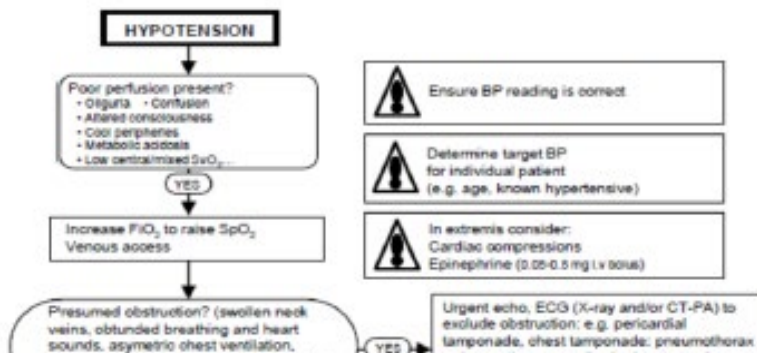 HYPOTENSION
Poor perfusion present?
• Oliguria • Confusion
• Altered consciousness
• Cool peripheries
• Metabolic acidosis
• Low central/mixed SvO₂...
YES
Increase FiO₂ to raise SpO₂
Venous access
Presumed obstruction? (swollen neck
veins, obtunded breathing and heart
sounds, asymetric chest ventilation,
YES
Ensure BP reading is correct
Determine target BP
for individual patient
(e.g. age, known hypertensive)
In extremis consider:
Cardiac compressions
Epinephrine (0.05-0.5 mg i.v bolus)
Urgent echo, ECG (X-ray and/or CT-PA) to
exclude obstruction: e.g. pericardial
tamponade, chest tamponade: pneumothorax